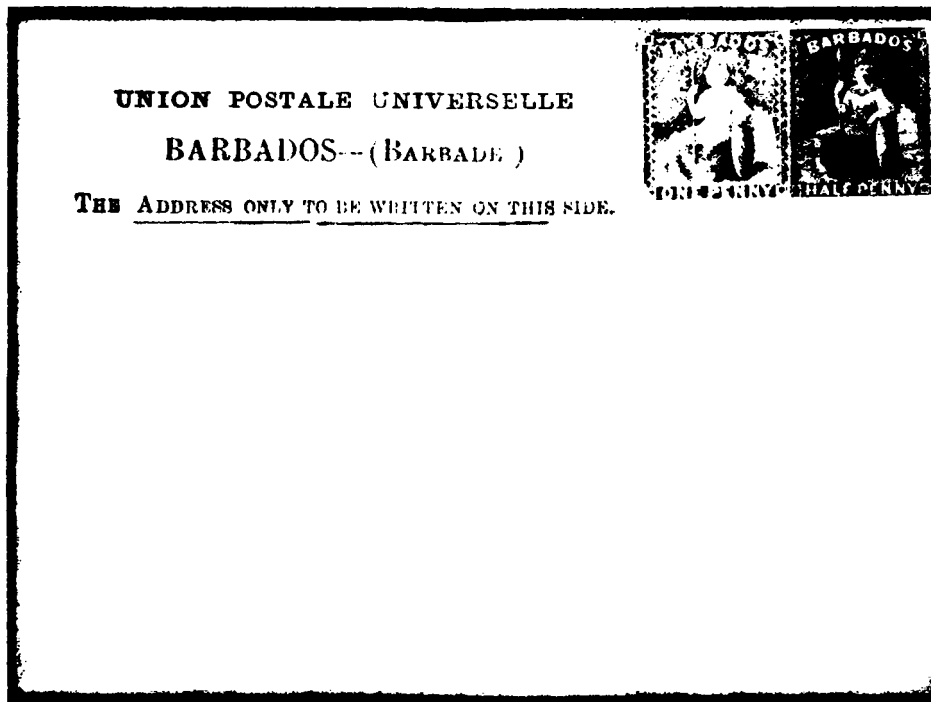 UNION POSTALE UNIVERSELLE
BARBADOS--(BARBADE )
THE ADDRESS ONLY TO BE WRITTEN ON THIS SIDE.
BARBADOS
ONE PENNY
BARBADOS
HALF PENNY